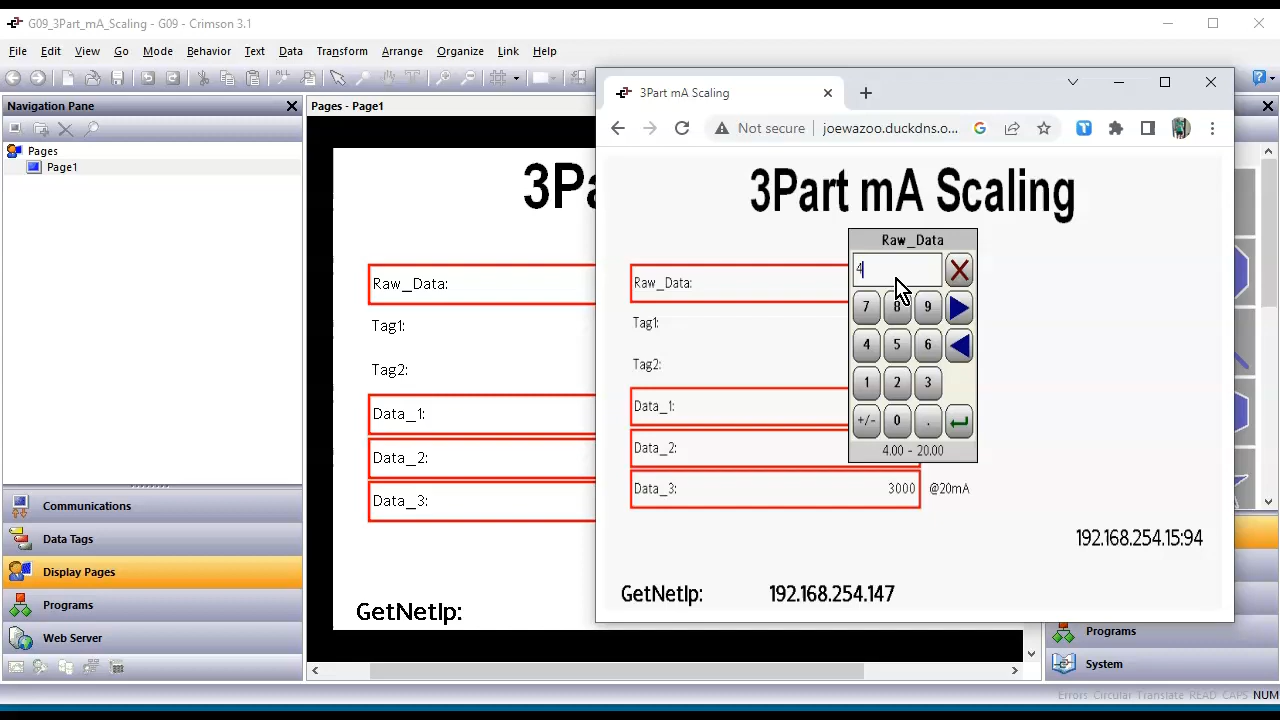 G09_3Part_mA_Scaling - G09 - Crimson 3.1
File Edit View Go Mode Behavior Text Data Transform Arrange Organize Link Help
Navigation Pane
Pages
Page1
Communications
Data Tags
Display Pages
Programs
Web Server
Pages - Page1
3Pa
Raw_Data:
Tag1:
Tag2:
Data_1:
Data_2:
Data_3:
GetNetIp:
3Part mA Scaling
Not secure joewazoo.duckdns.o...
3Part mA Scaling
Raw_Data:
Tag1:
Tag2:
Data_1:
Data_2:
Data_3: 3000 @20mA
Raw_Data
4
7 8 9
4 5 6
1 2 3
+/- 0 .
4.00 - 20.00
192.168.254.15:94
GetNetIp: 192.168.254.147
Programs
System
Errors Circular Translate READ CAPS NUM